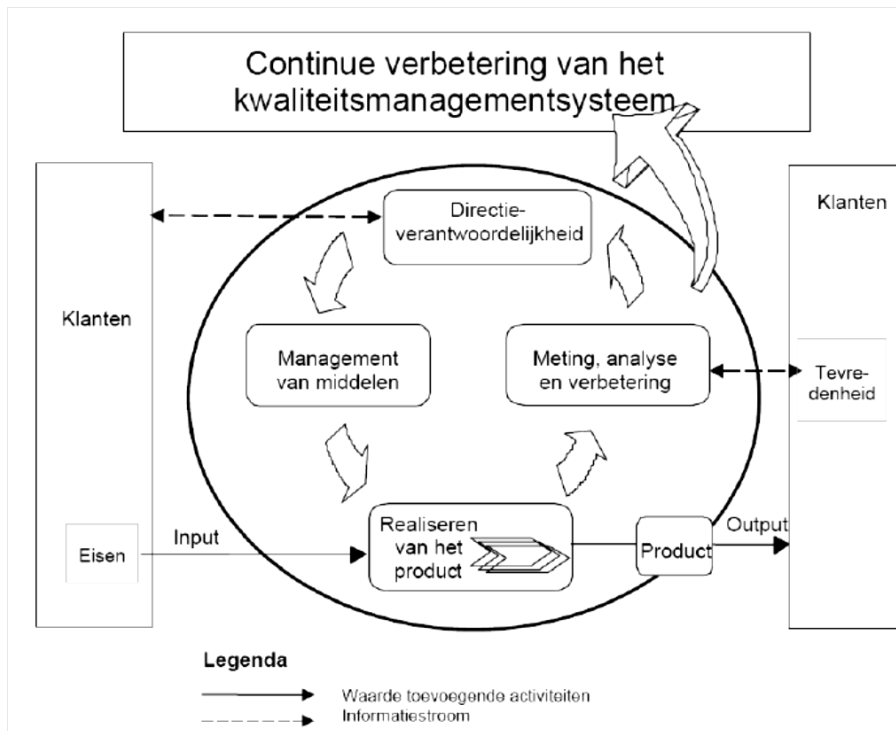 Continue verbetering van het
kwaliteitsmanagementsysteem
Klanten
Directie-
verantwoordelijkheid
Klanten
Management
van middelen
Meting, analyse
en verbetering
Tevre-
denheid
Eisen
Input
Realiseren
van het
product
Product
Output
Legenda
Waarde toevoegende activiteiten
Informatiestroom